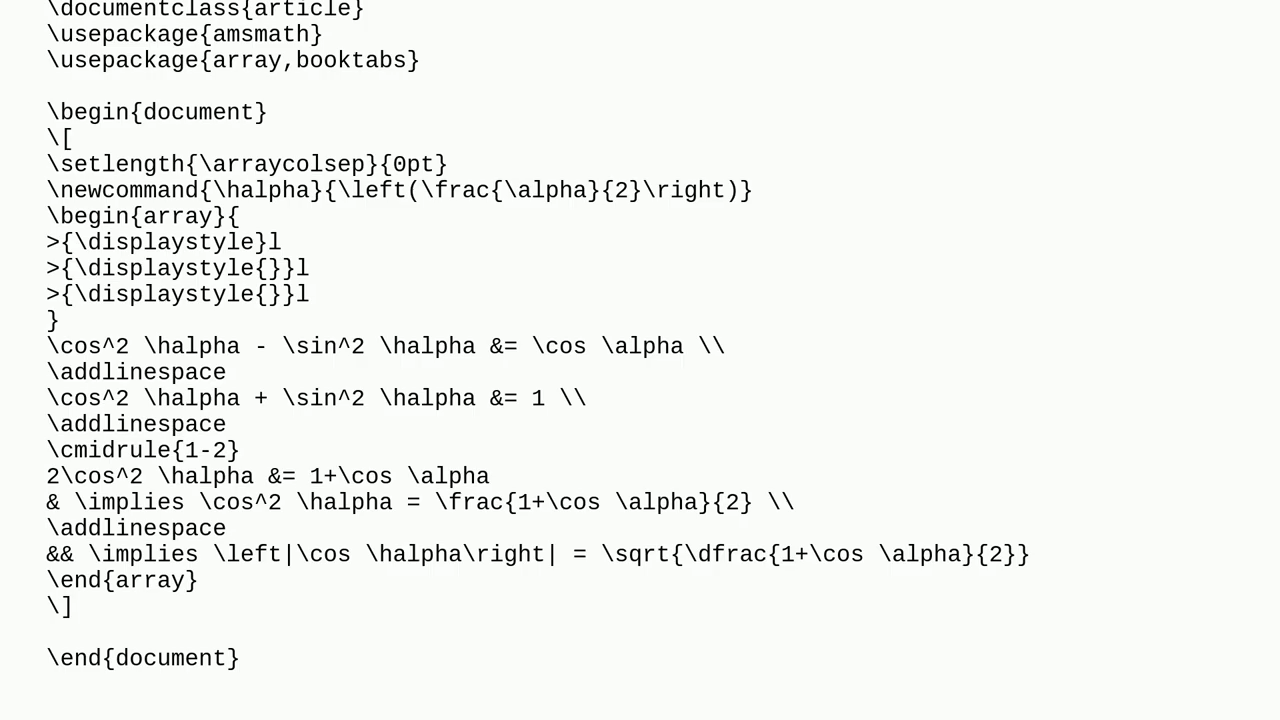 \documentclass{article}
\usepackage{amsmath}
\usepackage{array,booktabs}
\begin{document}
\[
\setlength{\arraycolsep}{0pt}
\newcommand{\halpha}{\left(\frac{\alpha}{2}\right)}
\begin{array}{
>{\displaystyle}l
>{\displaystyle{}}l
>{\displaystyle{}}l
}
\cos^2 \halpha - \sin^2 \halpha &= \cos \alpha \\
\addlinespace
\cos^2 \halpha + \sin^2 \halpha &= 1 \\
\addlinespace
\cmidrule{1-2}
2\cos^2 \halpha &= 1+\cos \alpha
& \implies \cos^2 \halpha = \frac{1+\cos \alpha}{2} \\
\addlinespace
&& \implies \left|\cos \halpha\right| = \sqrt{\dfrac{1+\cos \alpha}{2}}
\end{array}
\]
\end{document}